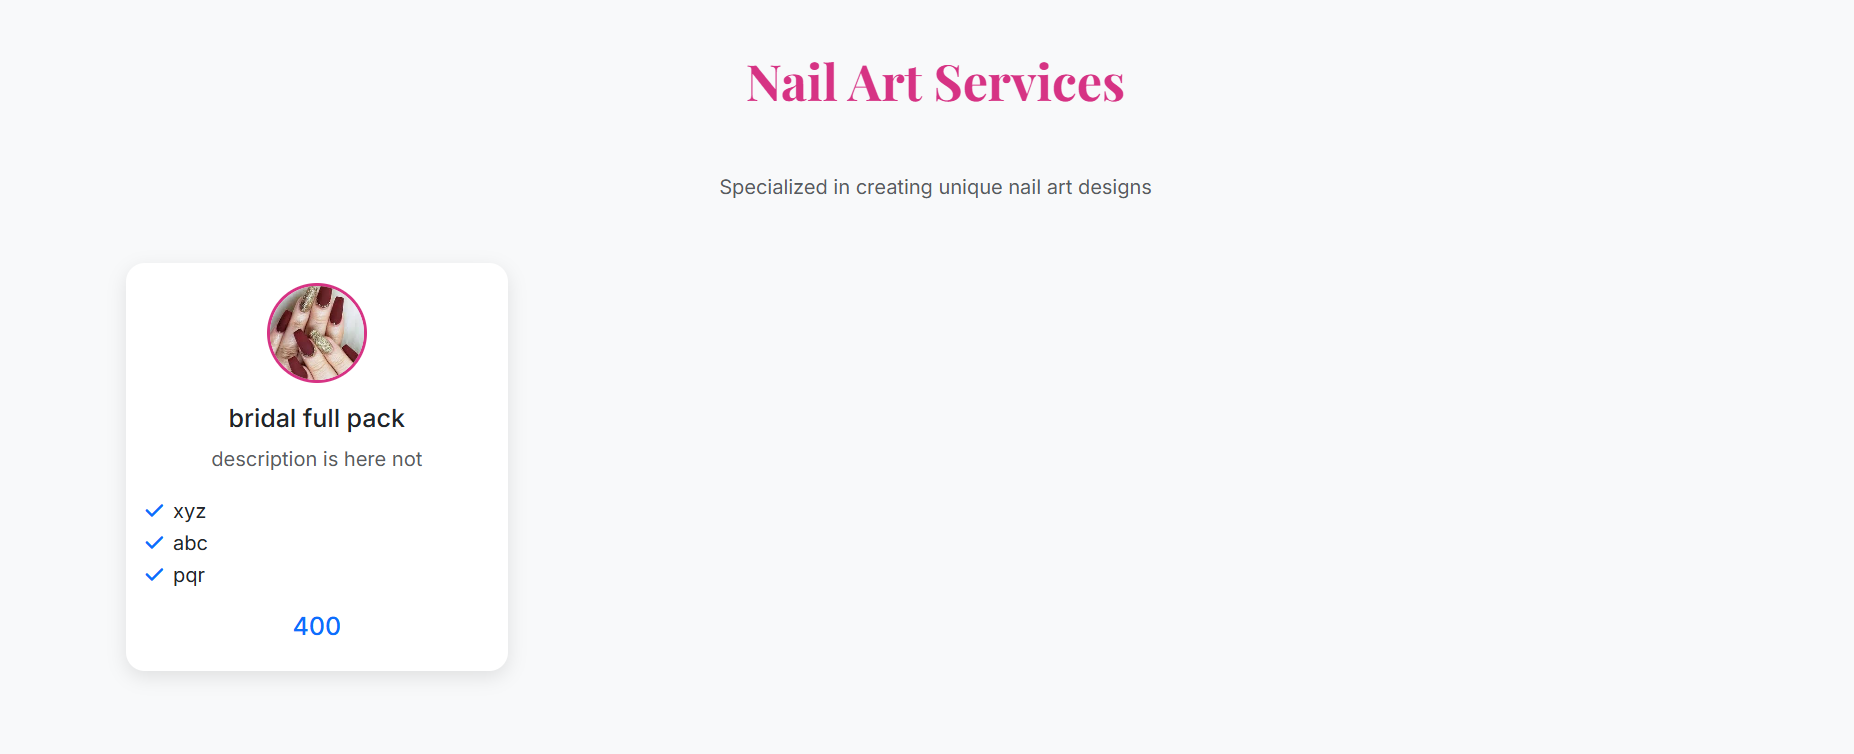 Nail Art Services
Specialized in creating unique nail art designs
bridal full pack
description is here not
xyz
abc
pqr
400